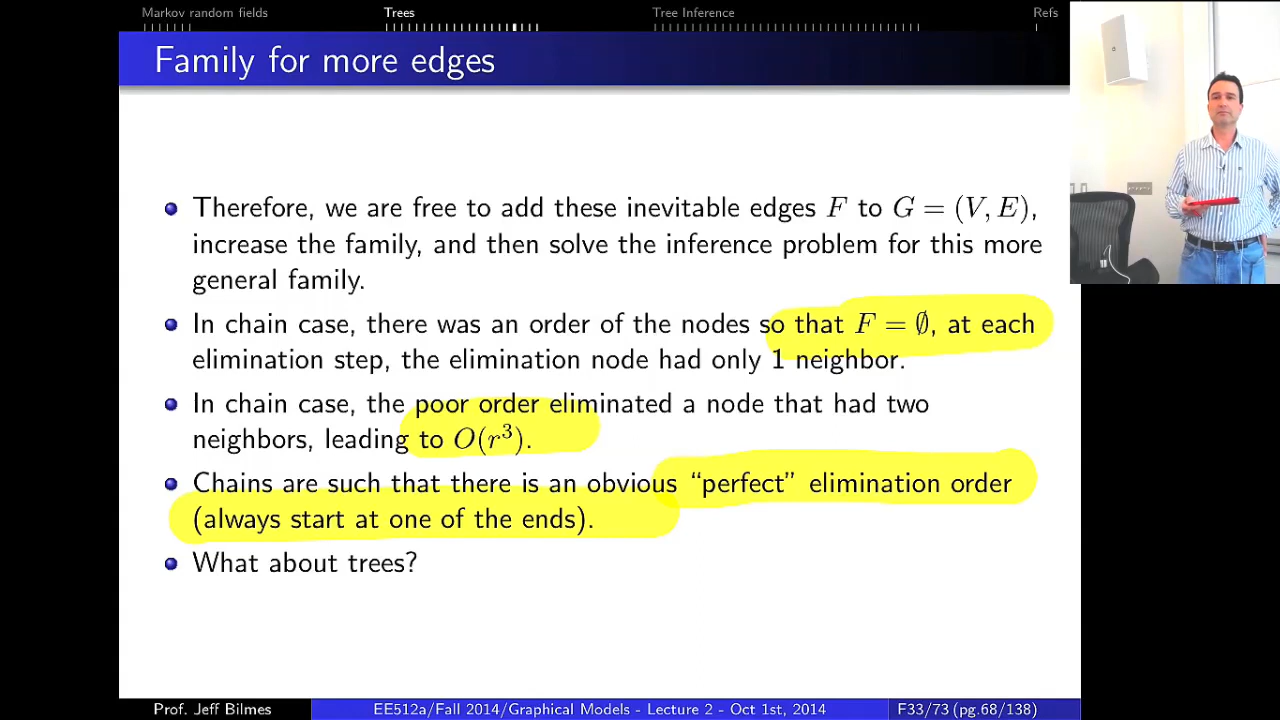 Markov random fields Trees Tree Inference Refs
Family for more edges
Therefore, we are free to add these inevitable edges F to G = (V, E),
increase the family, and then solve the inference problem for this more
general family.
In chain case, there was an order of the nodes so that F = ∅, at each
elimination step, the elimination node had only 1 neighbor.
In chain case, the poor order eliminated a node that had two
neighbors, leading to O(r³).
Chains are such that there is an obvious “perfect” elimination order
(always start at one of the ends).
What about trees?
Prof. Jeff Bilmes EE512a/Fall 2014/Graphical Models - Lecture 2 - Oct 1st, 2014 F33/73 (pg.68/138)